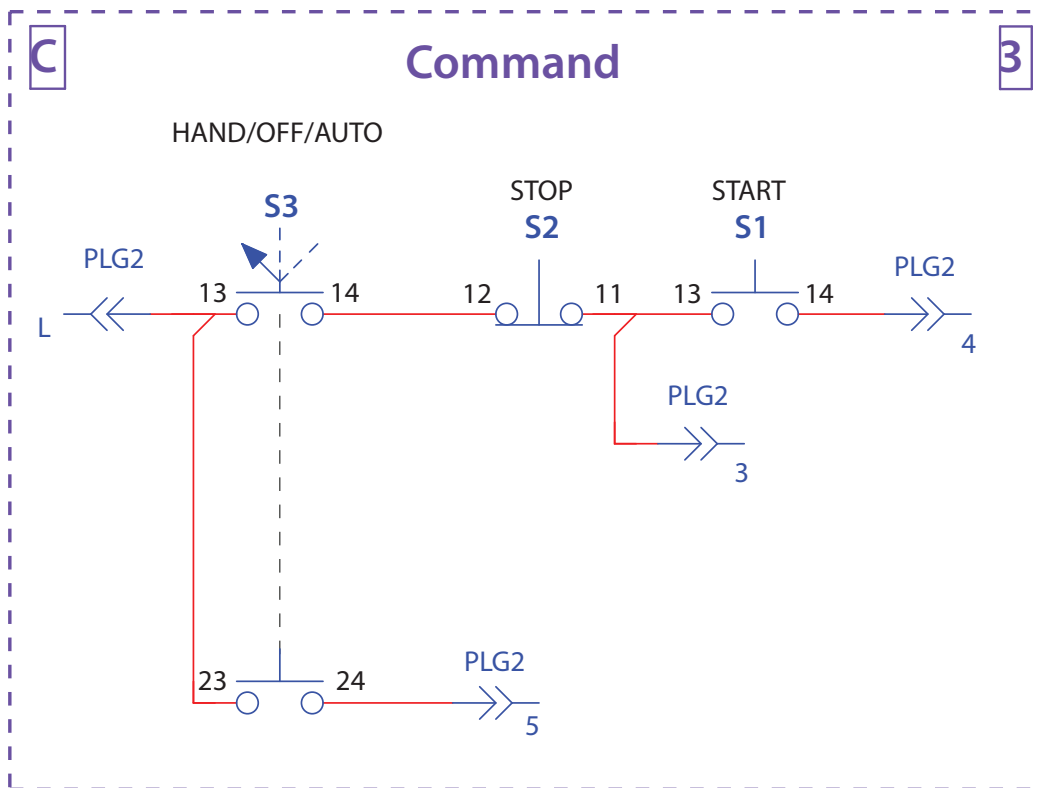 C
Command
3
HAND/OFF/AUTO
S3
STOP
S2
START
S1
PLG2
PLG2
13
14
12
11
13
14
L
4
PLG2
3
23
24
PLG2
5